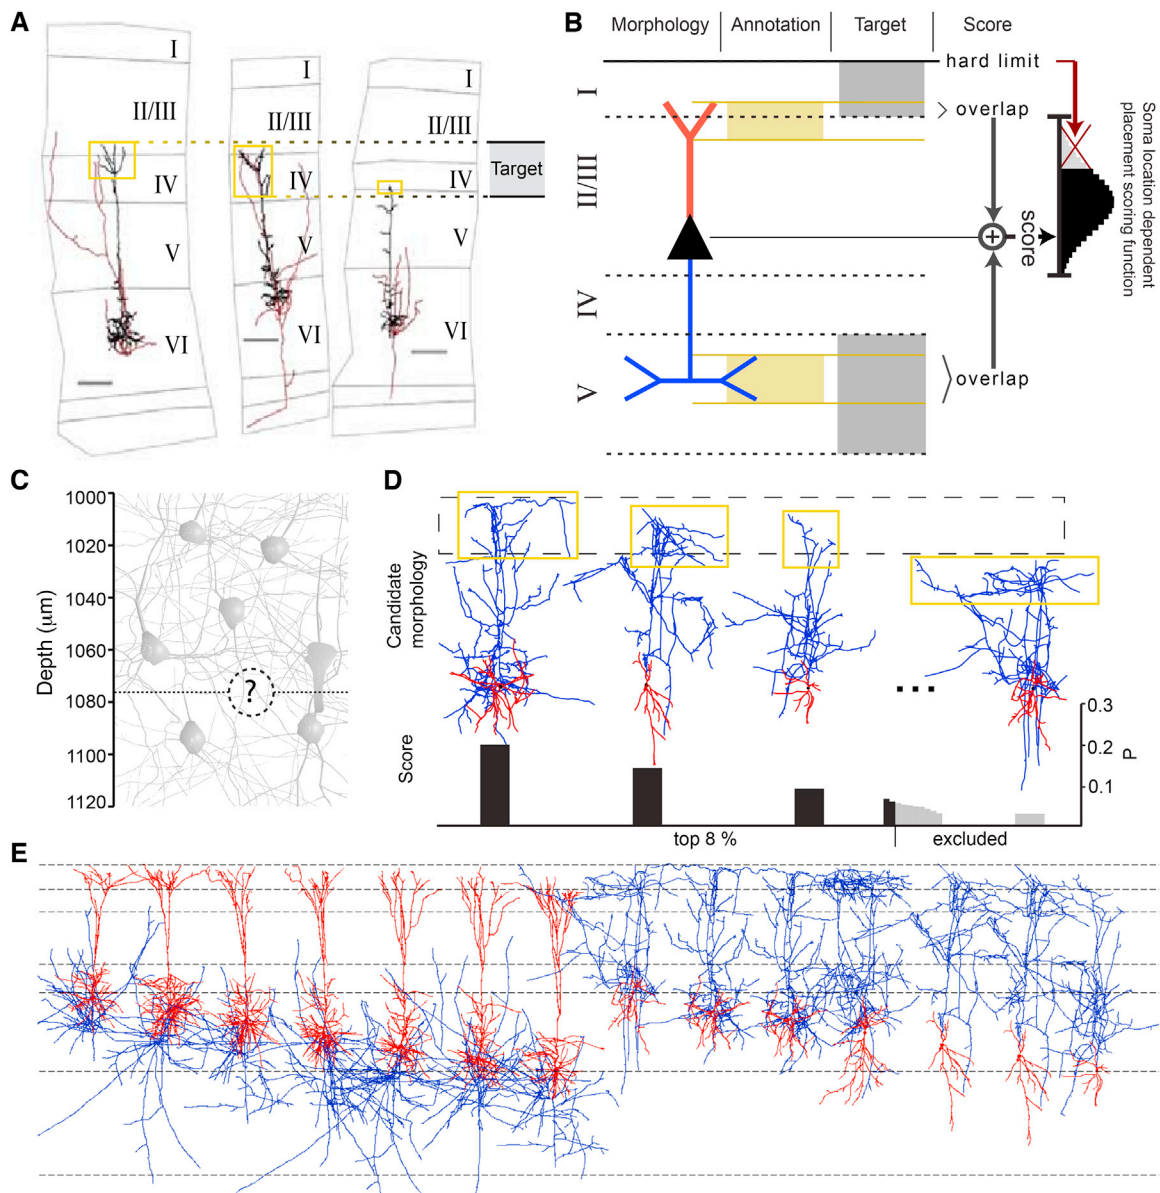 A
I
II/III
IV
V
VI
I
II/III
IV
V
VI
I
II/III
IV
V
VI
Target
B
Morphology
Annotation
Target
Score
I
II/III
IV
V
hard limit
overlap
+
score
overlap
Soma location dependent
placement scoring function
C
Depth (µm)
1000
1020
1040
1060
1080
1100
1120
?
D
Candidate
morphology
...
Score
0.3
0.2
0.1
P
top 8 %
excluded
E